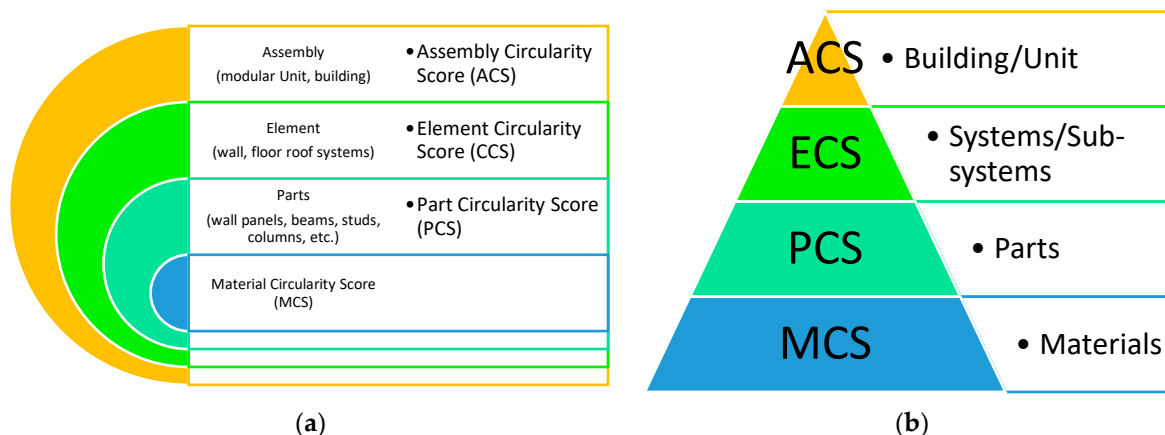 Assembly
(modular Unit, building)
•Assembly Circularity
Score (ACS)
Element
(wall, floor roof systems)
•Element Circularity
Score (CCS)
Parts
(wall panels, beams, studs,
columns, etc.)
•Part Circularity Score
(PCS)
Material Circularity Score
(MCS)
(a)
ACS
• Building/Unit
ECS
• Systems/Sub-
systems
PCS
• Parts
MCS
• Materials
(b)